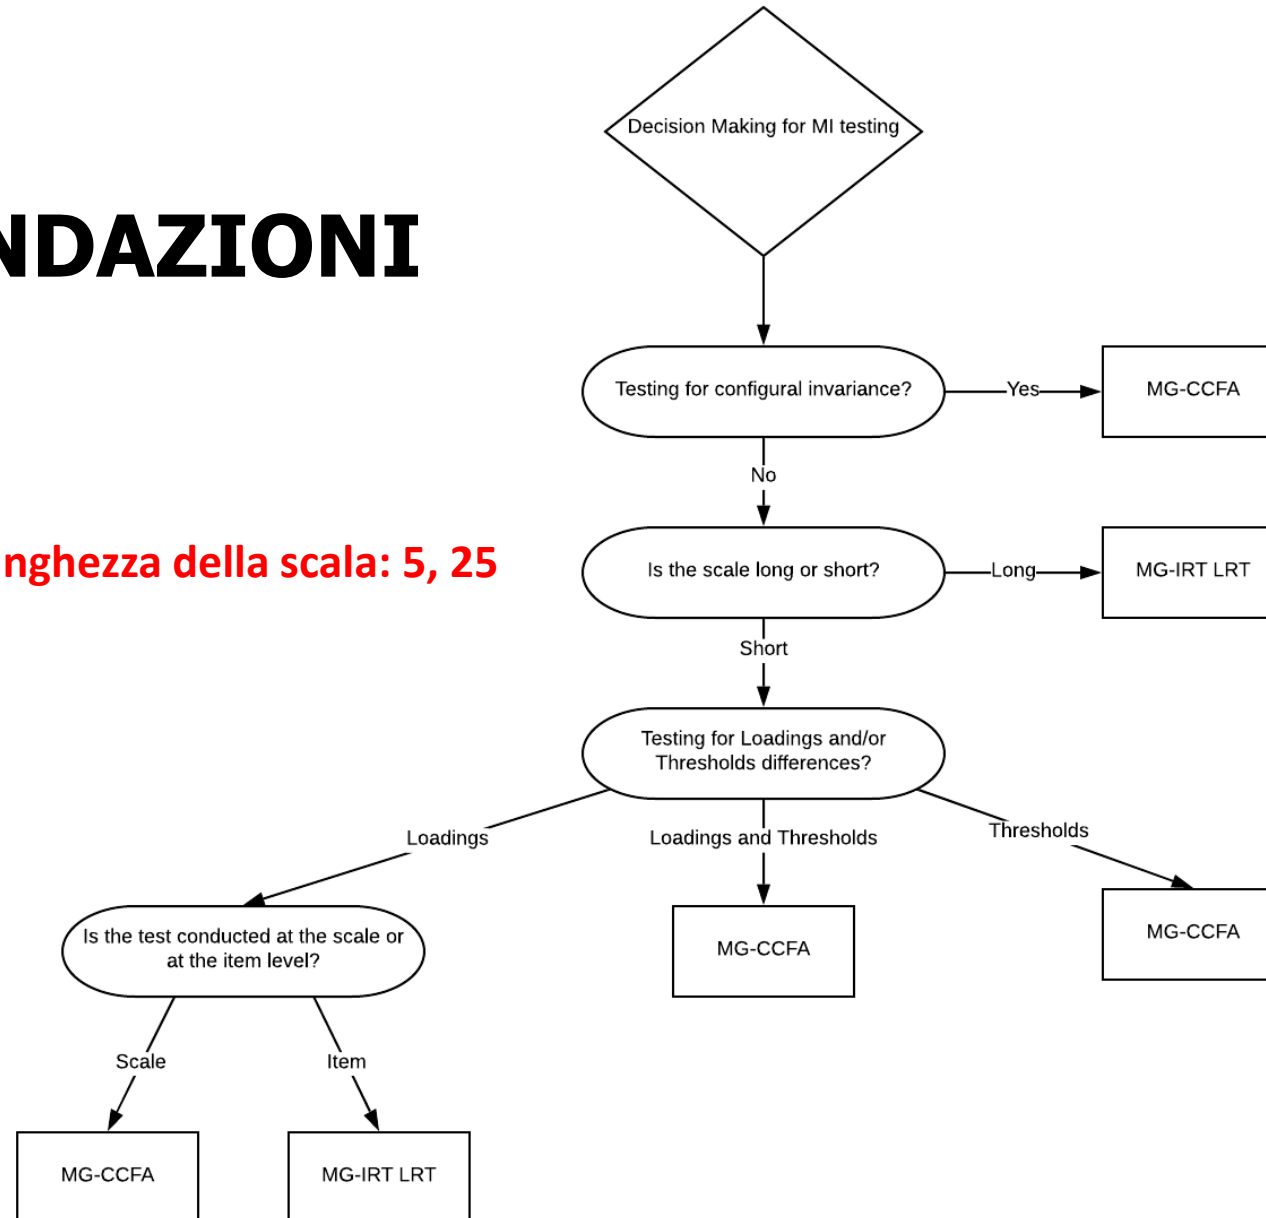 Decision Making for MI testing
NDAZIONI
Testing for configural invariance?
Yes
MG-CCFA
No
nghezza della scala: 5, 25
Is the scale long or short?
Long
MG-IRT LRT
Short
Testing for Loadings and/or
Thresholds differences?
Loadings
Loadings and Thresholds
Thresholds
Is the test conducted at the scale or
at the item level?
MG-CCFA
MG-CCFA
Scale
Item
MG-CCFA
MG-IRT LRT